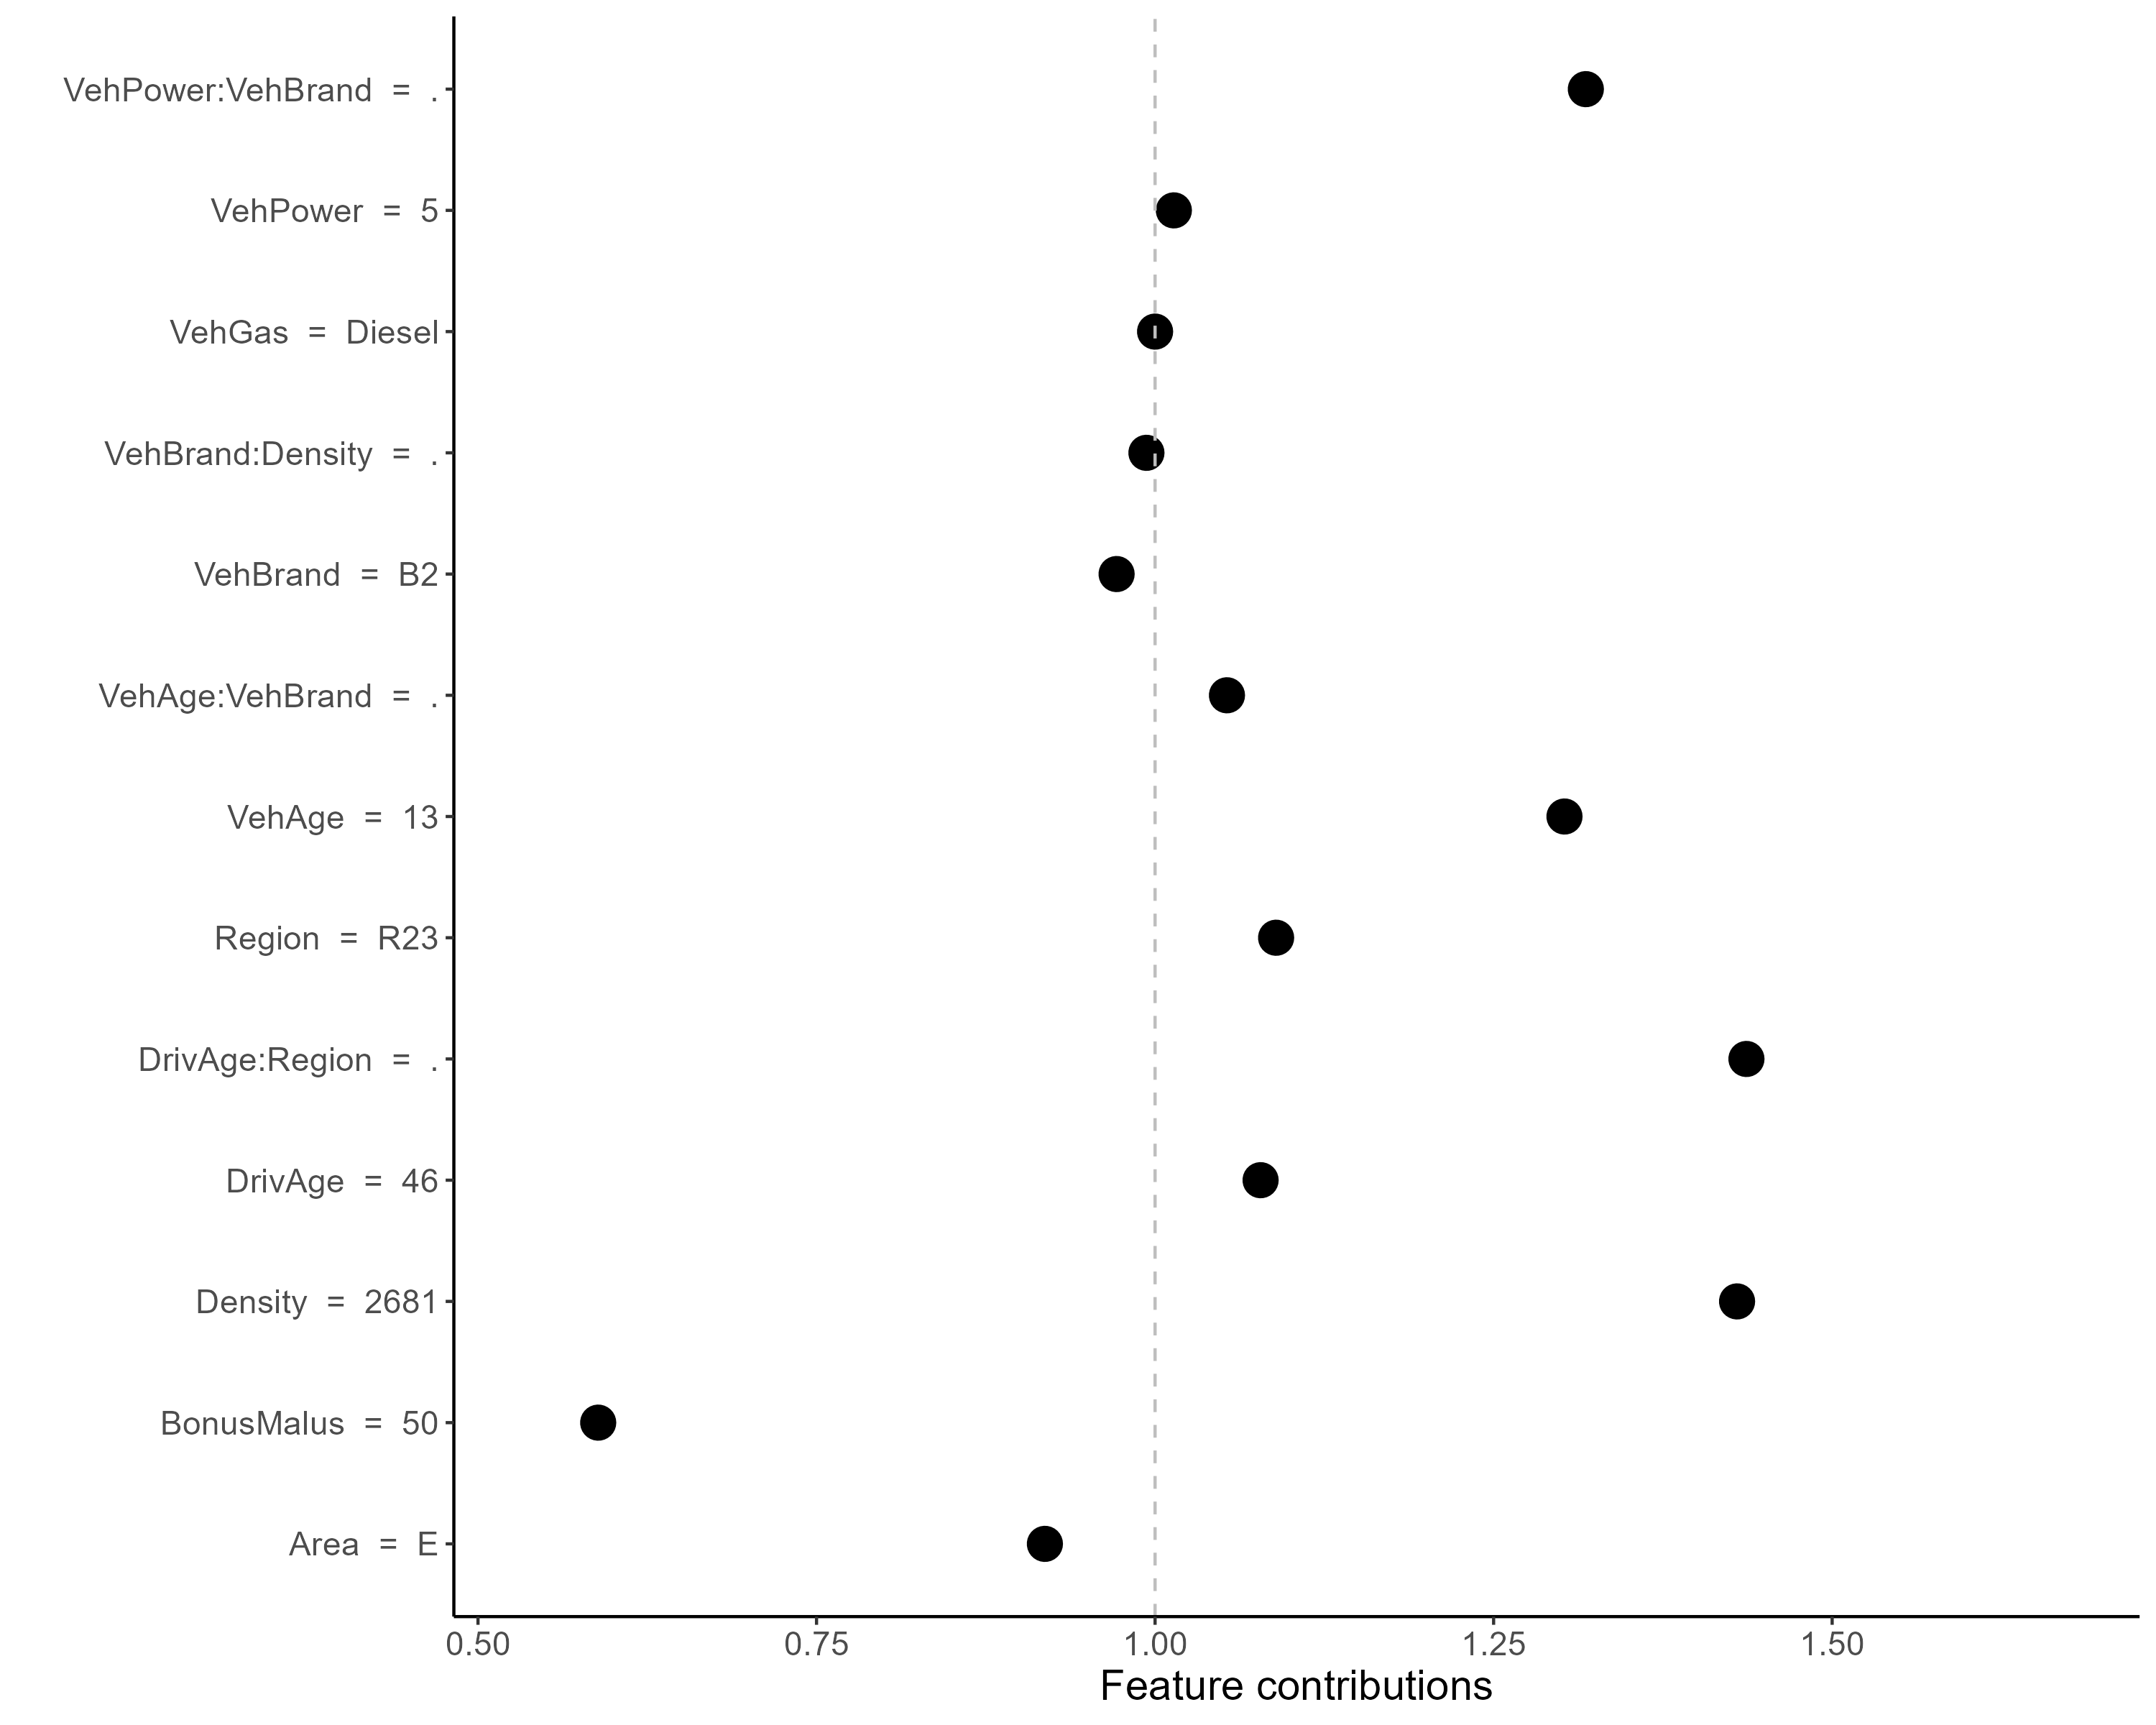 VehPower:VehBrand = .
VehPower = 5
VehGas = Diesel
VehBrand:Density = .
VehBrand = B2
VehAge:VehBrand = .
VehAge = 13
Region = R23
DrivAge:Region = .
DrivAge = 46
Density = 2681
BonusMalus = 50
Area = E
0.50 0.75 1.00 1.25 1.50
Feature contributions